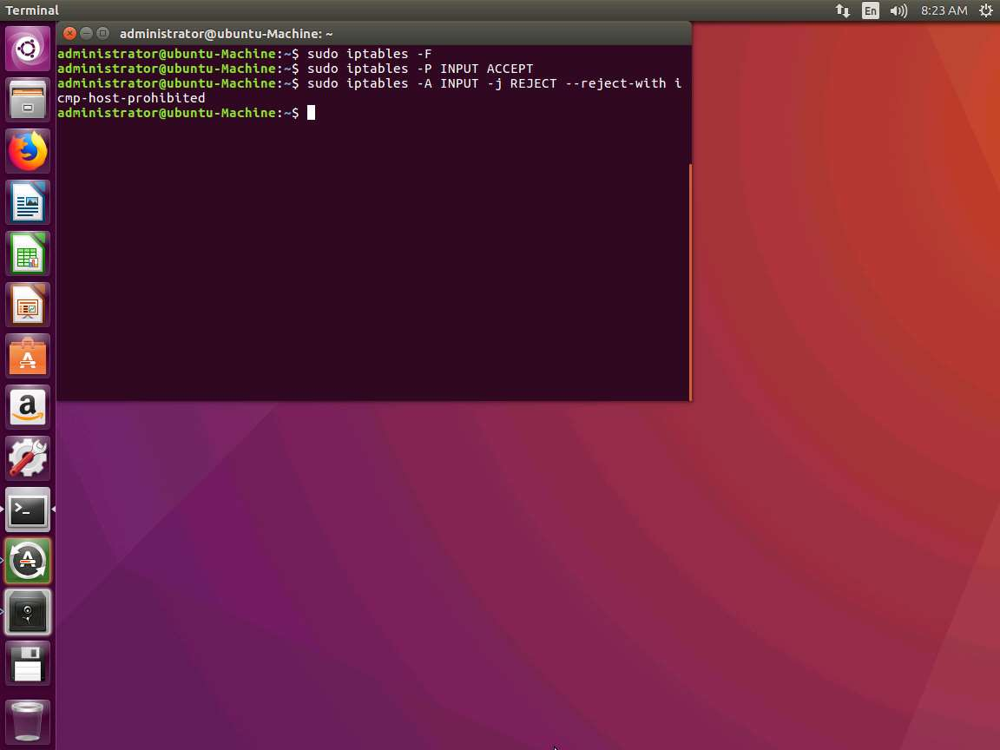 Terminal
En
8:23 AM
administrator@ubuntu-Machine: ~
administrator@ubuntu-Machine:~$ sudo iptables -F
administrator@ubuntu-Machine:~$ sudo iptables -P INPUT ACCEPT
administrator@ubuntu-Machine:~$ sudo iptables -A INPUT -j REJECT --reject-with i
cmp-host-prohibited
administrator@ubuntu-Machine:~$